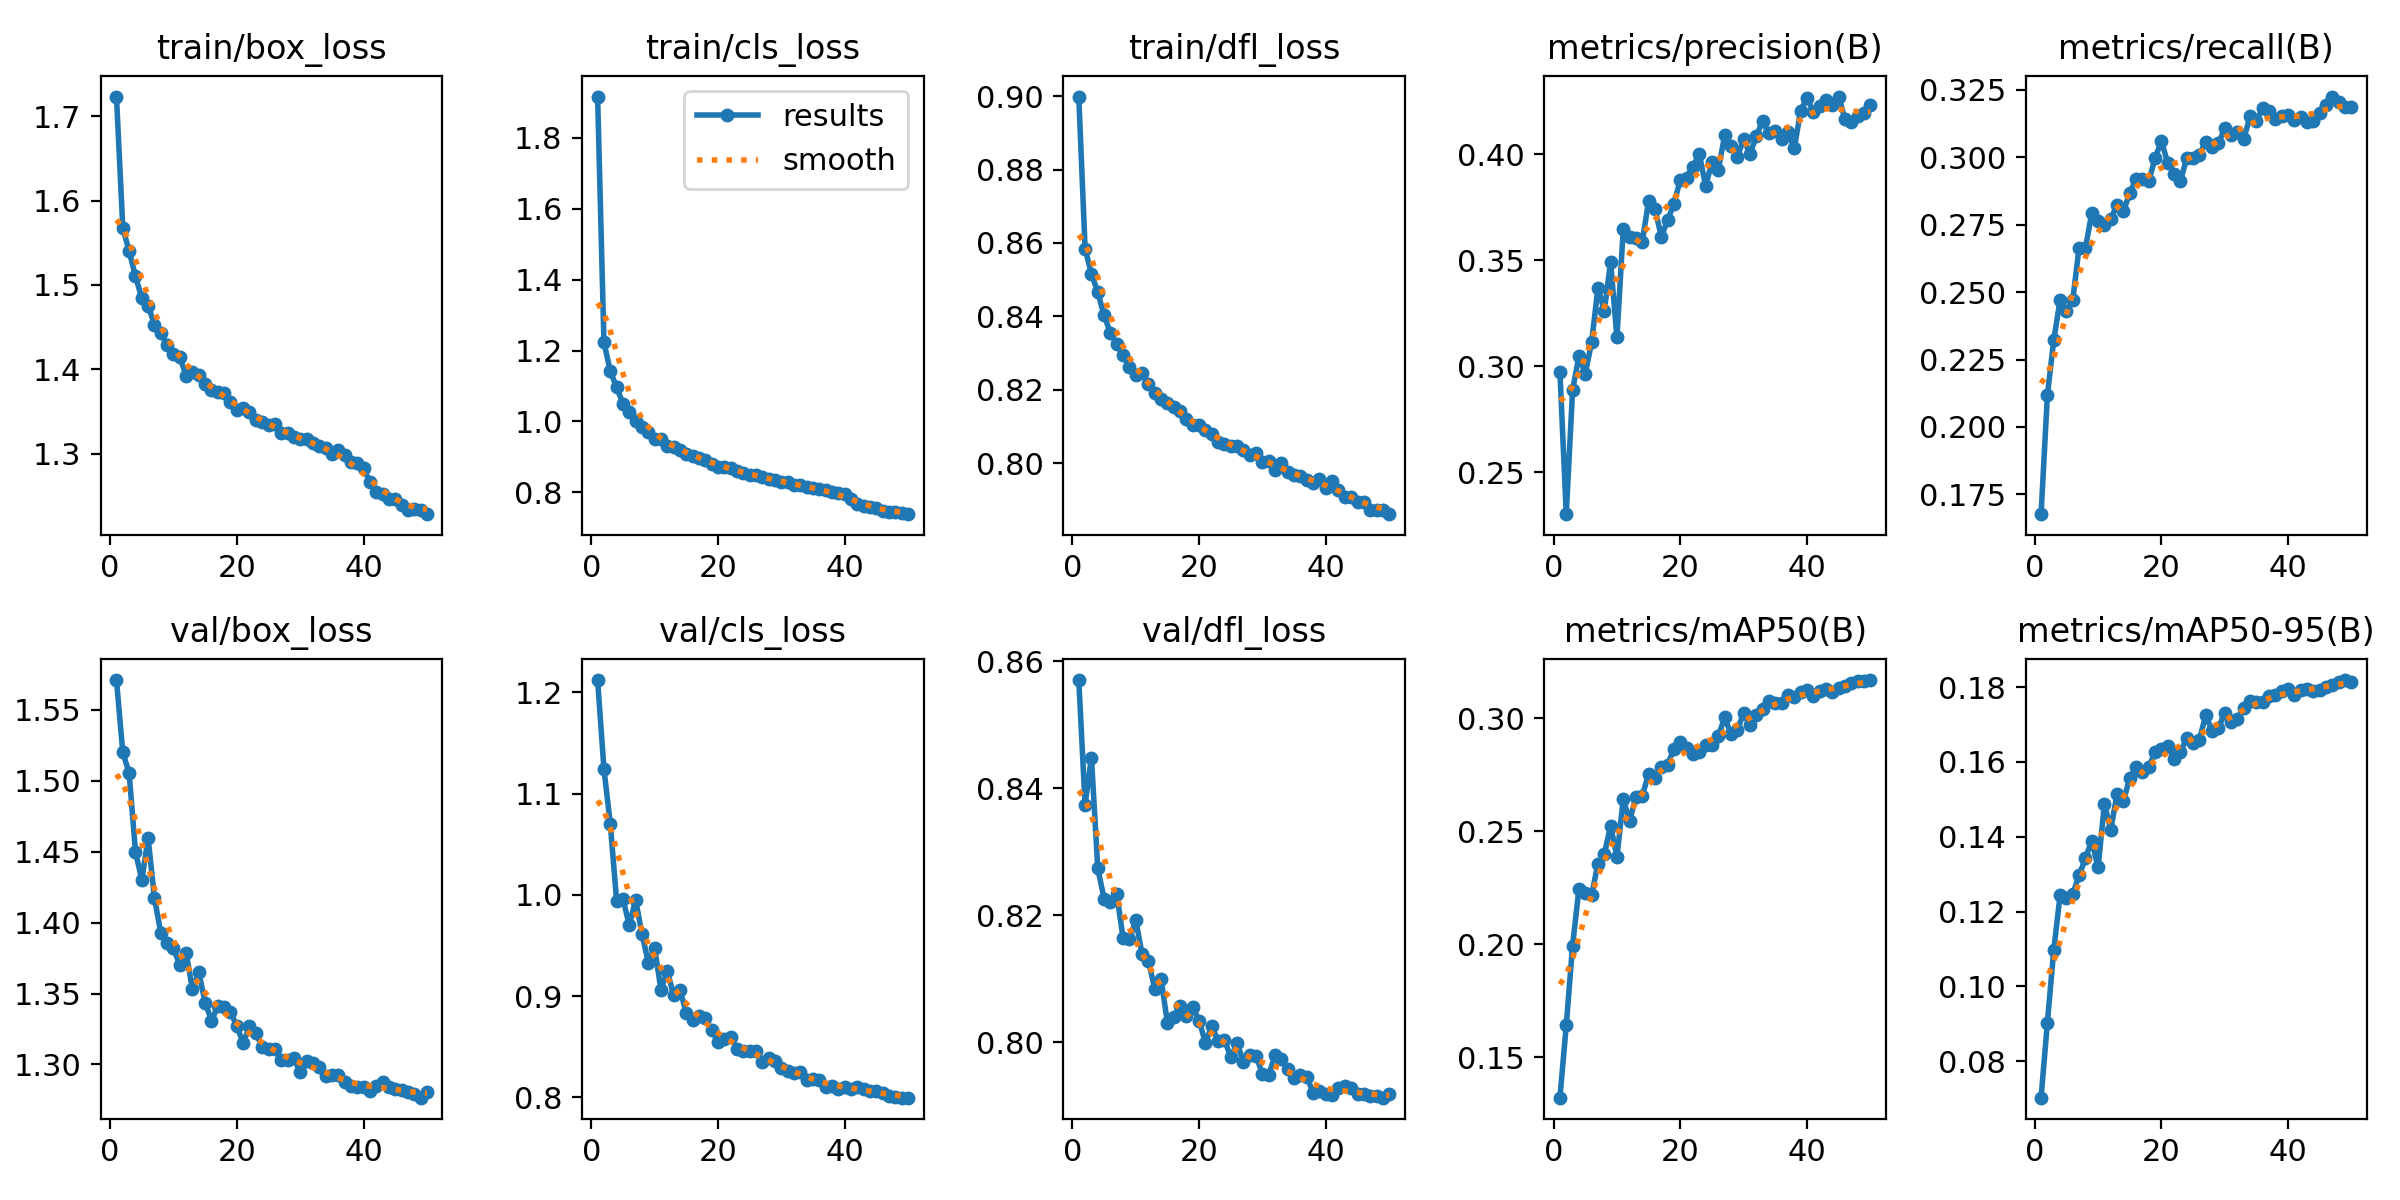 train/box_loss
1.7
1.6
1.5
1.4
1.3
0 20 40
train/cls_loss
results
smooth
1.8
1.6
1.4
1.2
1.0
0.8
0 20 40
train/dfl_loss
0.90
0.88
0.86
0.84
0.82
0.80
0 20 40
metrics/precision(B)
0.40
0.35
0.30
0.25
0 20 40
metrics/recall(B)
0.325
0.300
0.275
0.250
0.225
0.200
0.175
0 20 40
val/box_loss
1.55
1.50
1.45
1.40
1.35
1.30
0 20 40
val/cls_loss
1.2
1.1
1.0
0.9
0.8
0 20 40
val/dfl_loss
0.86
0.84
0.82
0.80
0 20 40
metrics/mAP50(B)
0.30
0.25
0.20
0.15
0 20 40
metrics/mAP50-95(B)
0.18
0.16
0.14
0.12
0.10
0.08
0 20 40